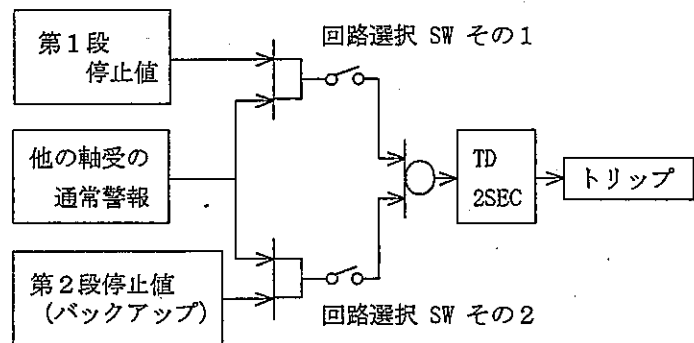 第1段
停止値
回路選択 SW その1
他の軸受の
通常警報
TD
2SEC
トリップ
第2段停止値
(バックアップ)
回路選択 SW その2